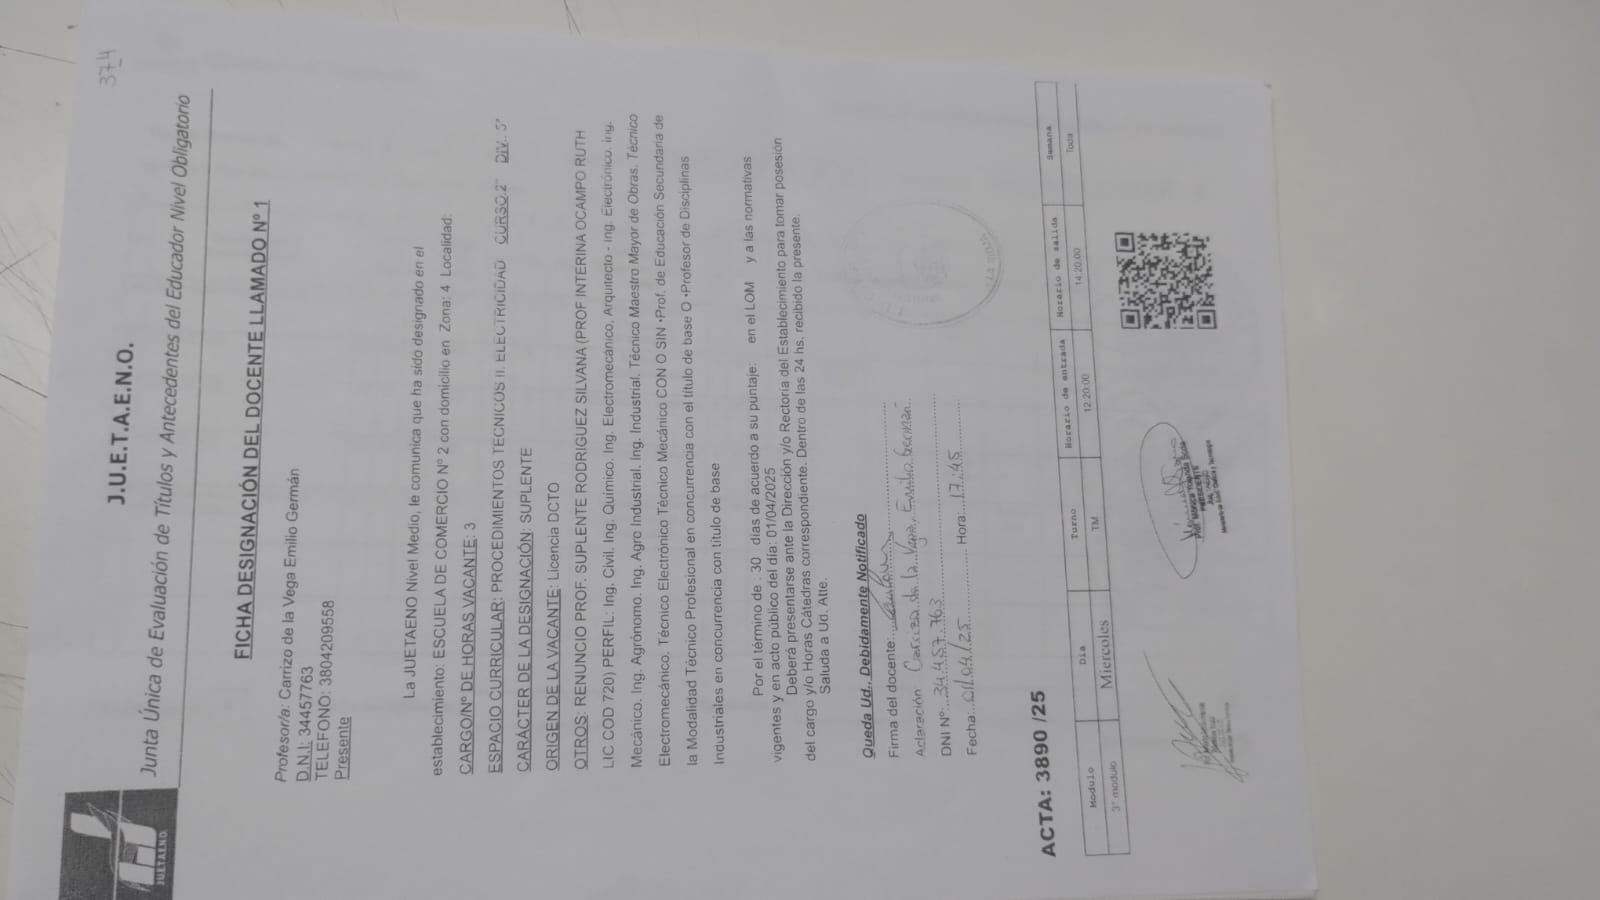 374
JUETAENO
J.U.E.T.A.E.N.O.
Junta Única de Evaluación de Títulos y Antecedentes del Educador Nivel Obligatorio
FICHA DESIGNACIÓN DEL DOCENTE LLAMADO Nº 1
Profesor/a: Carrizo de la Vega Emilio Germán
D.N.I: 34457763
TELEFONO: 3804209558
Presente
La JUETAENO Nivel Medio, le comunica que ha sido designado en el
establecimiento: ESCUELA DE COMERCIO Nº 2 con domicilio en Zona: 4 Localidad:
CARGO/Nº DE HORAS VACANTE: 3
ESPACIO CURRICULAR: PROCEDIMIENTOS TECNICOS II. ELECTRICIDAD CURSO 2° DIV. 5°
CARÁCTER DE LA DESIGNACIÓN: SUPLENTE
ORIGEN DE LA VACANTE: Licencia DCTO
OTROS: RENUNCIO PROF. SUPLENTE RODRIGUEZ SILVANA (PROF INTERINA OCAMPO RUTH
LIC COD 720) PERFIL: Ing. Civil. Ing. Químico. Ing. Electromecánico, Arquitecto - Ing. Electrónico. Ing.
Mecánico. Ing. Agrónomo. Ing. Agro Industrial. Ing. Industrial. Técnico Maestro Mayor de Obras. Técnico
Electromecánico, Técnico Electrónico Técnico Mecánico CON O SIN •Prof. de Educación Secundaria de
la Modalidad Técnico Profesional en concurrencia con el título de base O •Profesor de Disciplinas
Industriales en concurrencia con título de base
Por el término de : 30 días de acuerdo a su puntaje: en el LOM y a las normativas
vigentes y en acto público del día: 01/04/2025
Deberá presentarse ante la Dirección y/o Rectoría del Establecimiento para tomar posesión
del cargo y/o Horas Cátedras correspondiente. Dentro de las 24 hs. recibido la presente.
Saluda a Ud. Atte.
Queda Ud., Debidamente Notificado
Firma del docente:
Aclaración Carrizo de la Vega, Emilio Germán
DNI Nº: 34.457.763
Fecha: 01/04/25 Hora: 17:45
ACTA: 3890 /25
Modulo Dia Turno Horario de entrada Horario de salida Semana
3° modulo Miercoles TM 12:20:00 14:20:00 Toda